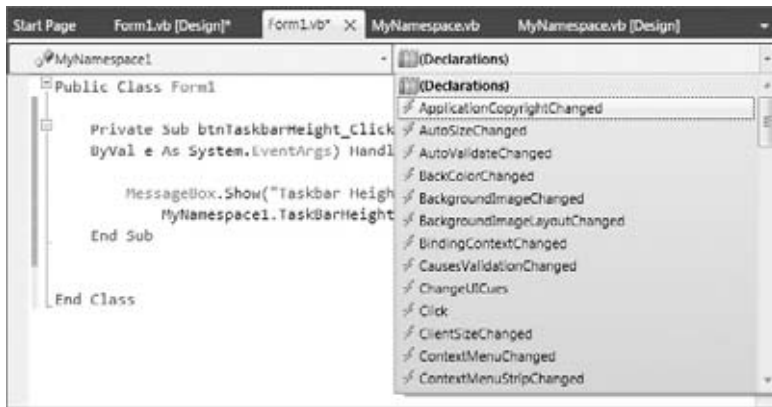 Start Page Form1.vb [Design]* Form1.vb* X MyNamespace.vb MyNamespace.vb [Design]
MyNamespace1 (Declarations)
Public Class Form1
Private Sub btnTaskbarHeight_Click
ByVal e As System.EventArgs) Handl
MessageBox.Show("Taskbar Heigh
MyNamespace1.TaskBarHeight
End Sub
End Class
(Declarations)
ApplicationCopyrightChanged
AutoSizeChanged
AutoValidateChanged
BackColorChanged
BackgroundImageChanged
BackgroundImageLayoutChanged
BindingContextChanged
CausesValidationChanged
ChangeUICues
Click
ClientSizeChanged
ContextMenuChanged
ContextMenuStripChanged